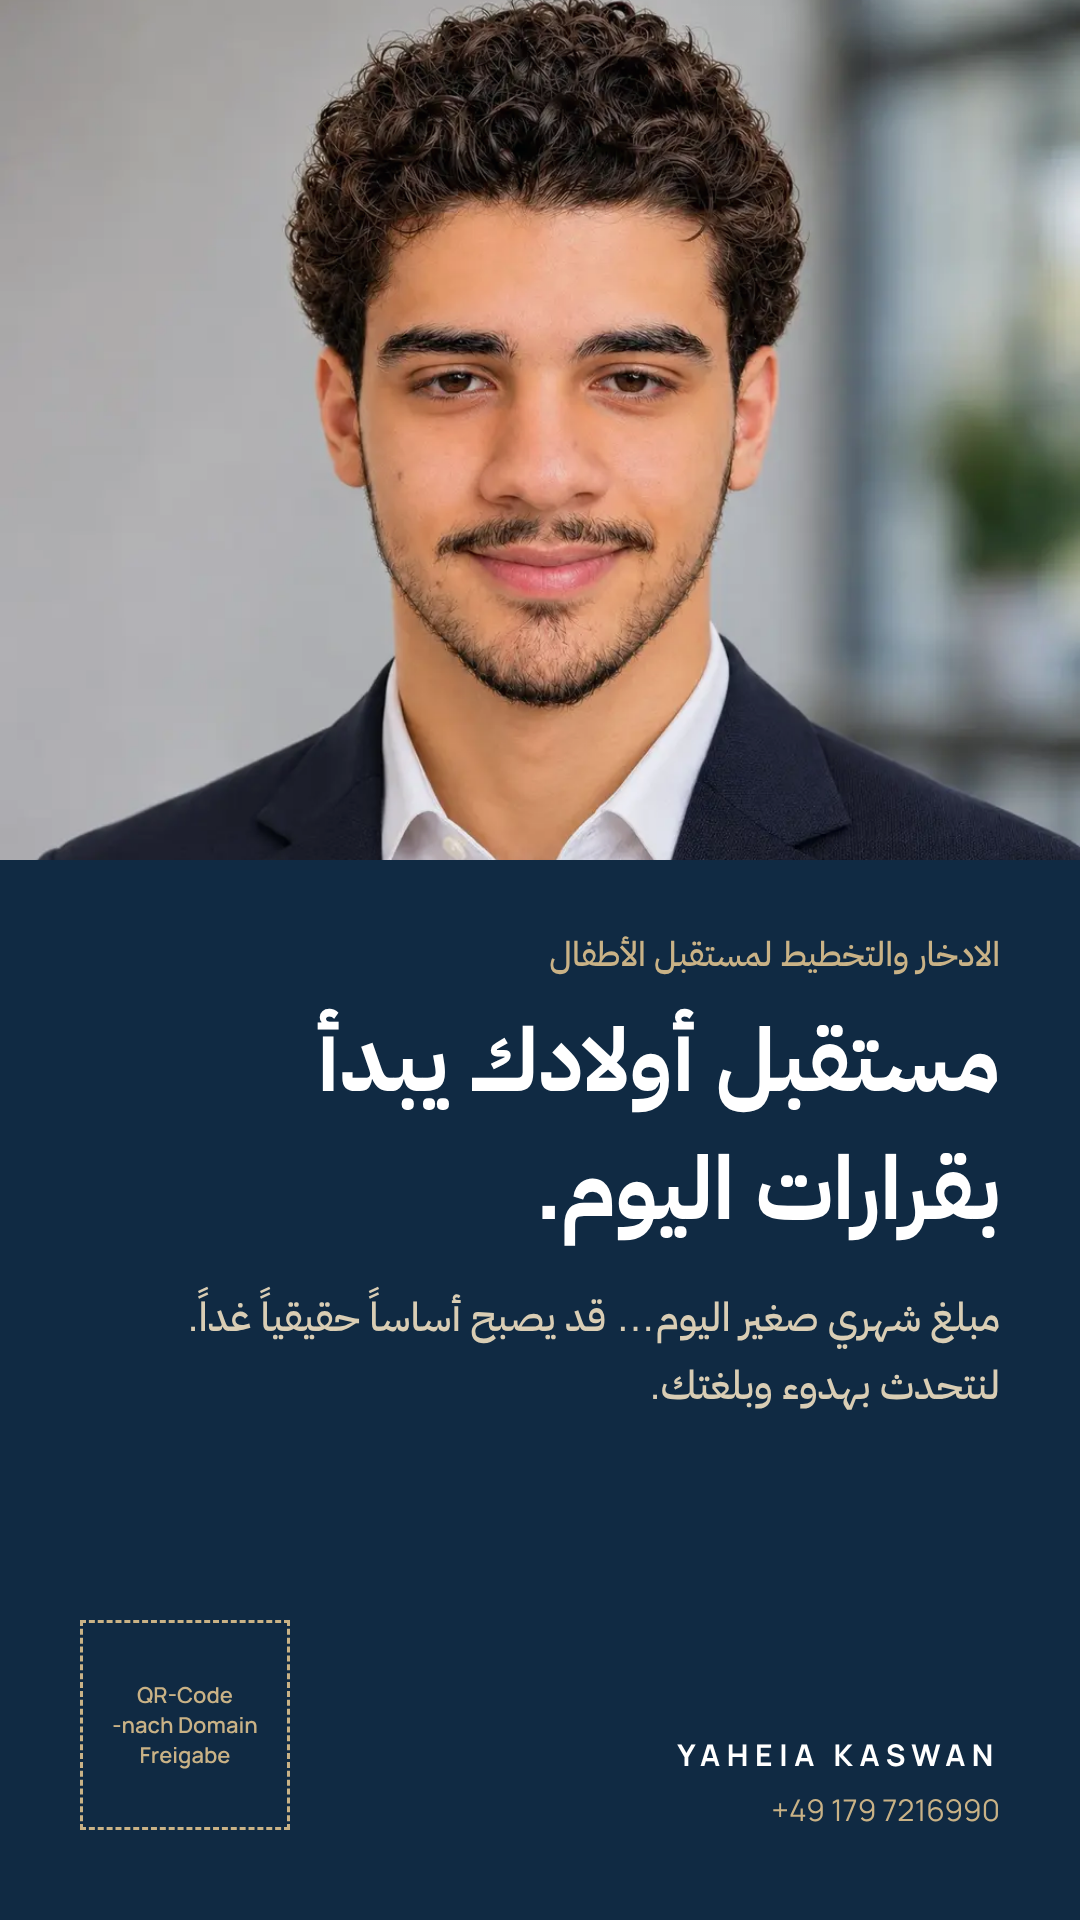 الادخار والتخطيط لمستقبل الأطفال
مستقبل أولادك يبدأ
بقرارات اليوم.
مبلغ شهري صغير اليوم... قد يصبح أساساً حقيقياً غداً.
لنتحدث بهدوء وبلغتك.
QR-Code
-nach Domain
Freigabe
YAHEIA KASWAN
+49 179 7216990